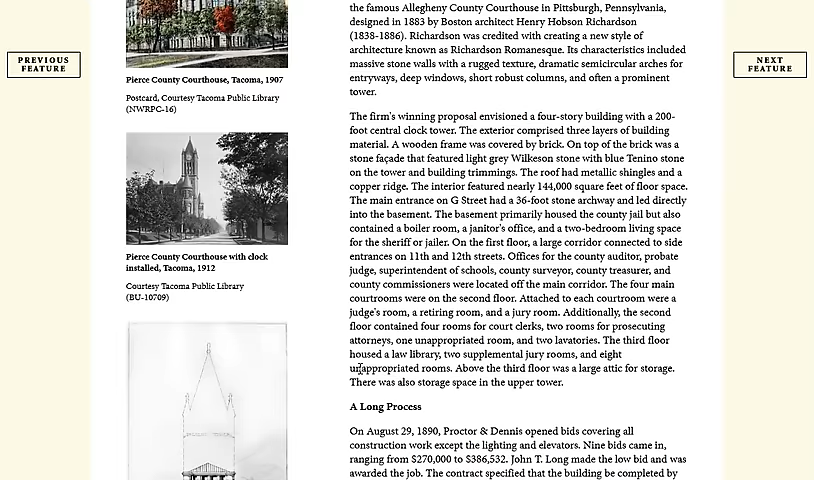 PREVIOUS
FEATURE
Pierce County Courthouse, Tacoma, 1907
Postcard, Courtesy Tacoma Public Library
(NWRPC-16)
Pierce County Courthouse with clock
installed, Tacoma, 1912
Courtesy Tacoma Public Library
(BU-10709)
the famous Allegheny County Courthouse in Pittsburgh, Pennsylvania,
designed in 1883 by Boston architect Henry Hobson Richardson
(1838-1886). Richardson was credited with creating a new style of
architecture known as Richardson Romanesque. Its characteristics included
massive stone walls with a rugged texture, dramatic semicircular arches for
entryways, deep windows, short robust columns, and often a prominent
tower.
The firm's winning proposal envisioned a four-story building with a 200-
foot central clock tower. The exterior comprised three layers of building
material. A wooden frame was covered by brick. On top of the brick was a
stone façade that featured light grey Wilkeson stone with blue Tenino stone
on the tower and building trimmings. The roof had metallic shingles and a
copper ridge. The interior featured nearly 144,000 square feet of floor space.
The main entrance on G Street had a 36-foot stone archway and led directly
into the basement. The basement primarily housed the county jail but also
contained a boiler room, a janitor's office, and a two-bedroom living space
for the sheriff or jailer. On the first floor, a large corridor connected to side
entrances on 11th and 12th streets. Offices for the county auditor, probate
judge, superintendent of schools, county surveyor, county treasurer, and
county commissioners were located off the main corridor. The four main
courtrooms were on the second floor. Attached to each courtroom were a
judge's room, a retiring room, and a jury room. Additionally, the second
floor contained four rooms for court clerks, two rooms for prosecuting
attorneys, one unappropriated room, and two lavatories. The third floor
housed a law library, two supplemental jury rooms, and eight
unappropriated rooms. Above the third floor was a large attic for storage.
There was also storage space in the upper tower.
A Long Process
On August 29, 1890, Proctor & Dennis opened bids covering all
construction work except the lighting and elevators. Nine bids came in,
ranging from $270,000 to $386,532. John T. Long made the low bid and was
awarded the job. The contract specified that the building be completed by
NEXT
FEATURE